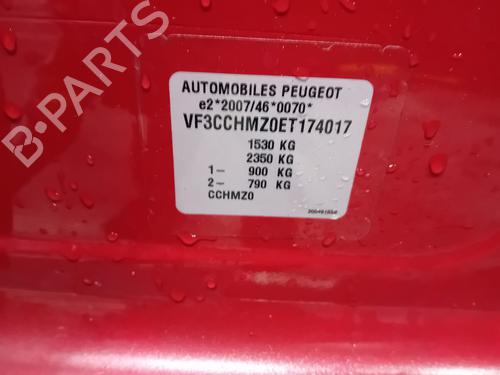 B-PARTS
AUTOMOBILES PEUGEOT
e2*2007/46*0070*
VF3CCHMZ0ET174017
1530 KG
2350 KG
1- 900 KG
2- 790 KG
CCHMZ0